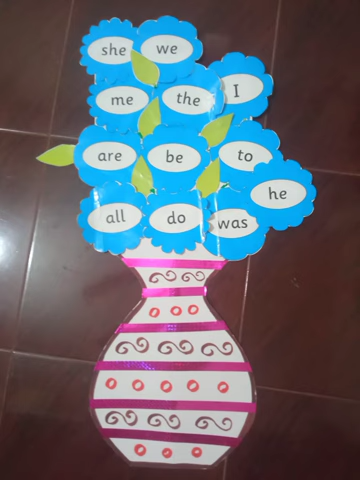 she we
me the I
are be to
he
all do was